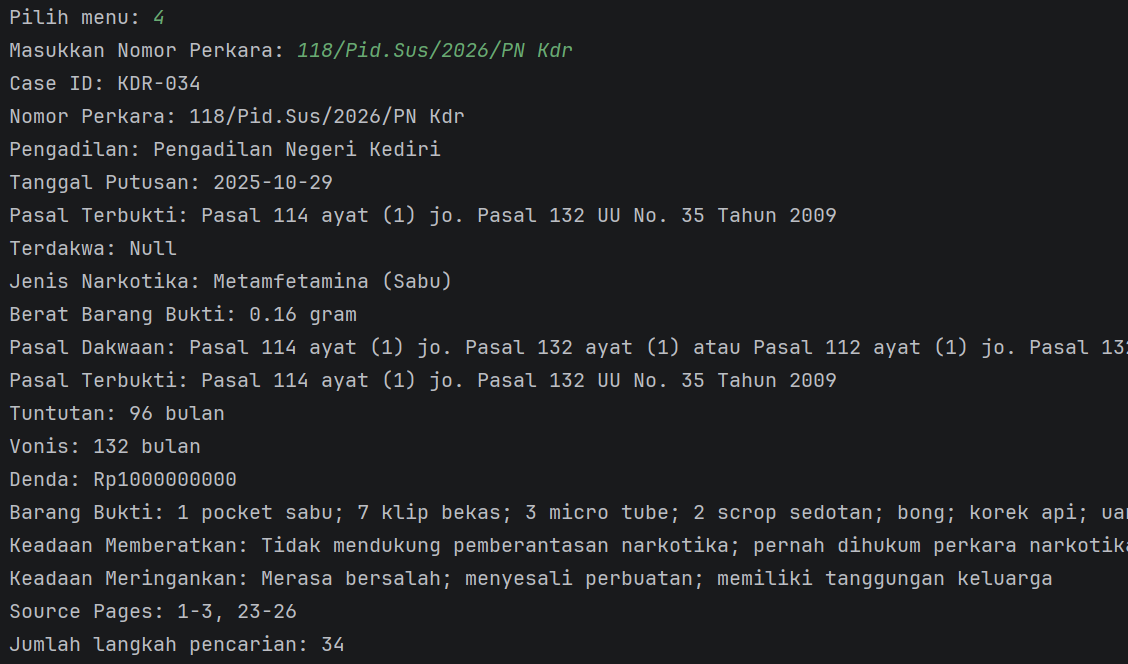 Pilih menu: 4
Masukkan Nomor Perkara: 118/Pid.Sus/2026/PN Kdr
Case ID: KDR-034
Nomor Perkara: 118/Pid.Sus/2026/PN Kdr
Pengadilan: Pengadilan Negeri Kediri
Tanggal Putusan: 2025-10-29
Pasal Terbukti: Pasal 114 ayat (1) jo. Pasal 132 UU No. 35 Tahun 2009
Terdakwa: Null
Jenis Narkotika: Metamfetamina (Sabu)
Berat Barang Bukti: 0.16 gram
Pasal Dakwaan: Pasal 114 ayat (1) jo. Pasal 132 ayat (1) atau Pasal 112 ayat (1) jo. Pasal 132
Pasal Terbukti: Pasal 114 ayat (1) jo. Pasal 132 UU No. 35 Tahun 2009
Tuntutan: 96 bulan
Vonis: 132 bulan
Denda: Rp1000000000
Barang Bukti: 1 pocket sabu; 7 klip bekas; 3 micro tube; 2 scrop sedotan; bong; korek api;
Keadaan Memberatkan: Tidak mendukung pemberantasan narkotika; pernah dihukum perkara narkotika
Keadaan Meringankan: Merasa bersalah; menyesali perbuatan; memiliki tanggungan keluarga
Source Pages: 1-3, 23-26
Jumlah langkah pencarian: 34